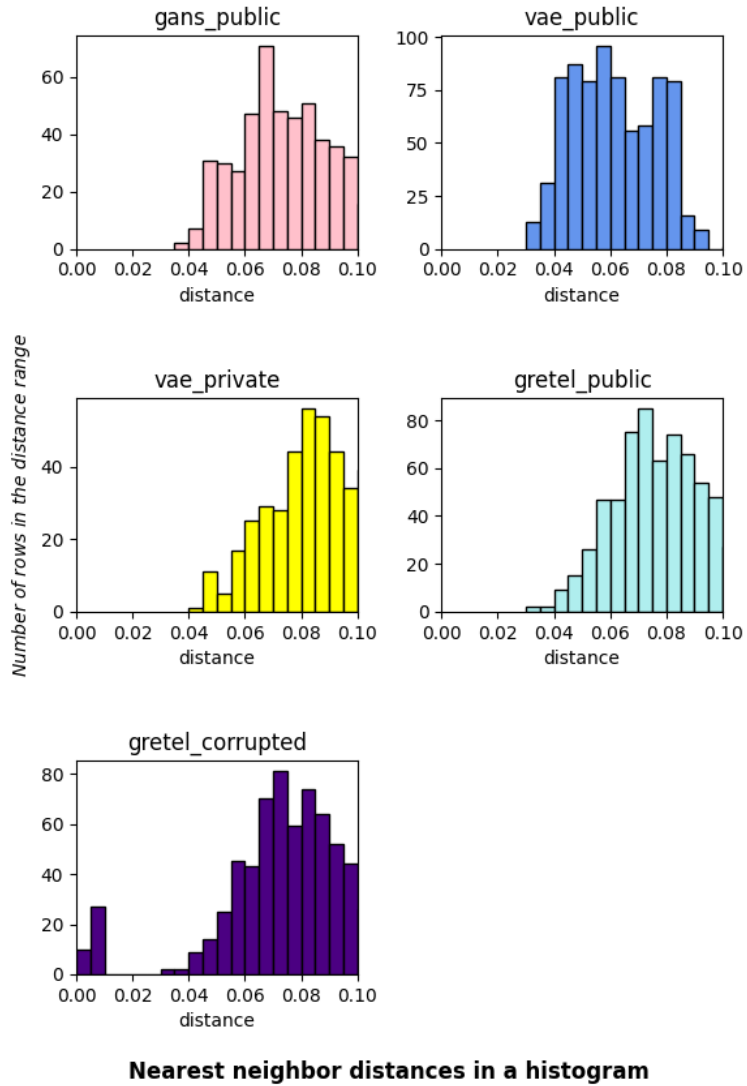 gans_public
60
40
20
0
0.00 0.02 0.04 0.06 0.08 0.10
distance
vae_public
100
75
50
25
0
0.00 0.02 0.04 0.06 0.08 0.10
distance
Number of rows in the distance range
vae_private
40
20
0
0.00 0.02 0.04 0.06 0.08 0.10
distance
gretel_public
80
60
40
20
0
0.00 0.02 0.04 0.06 0.08 0.10
distance
gretel_corrupted
80
60
40
20
0
0.00 0.02 0.04 0.06 0.08 0.10
distance
Nearest neighbor distances in a histogram